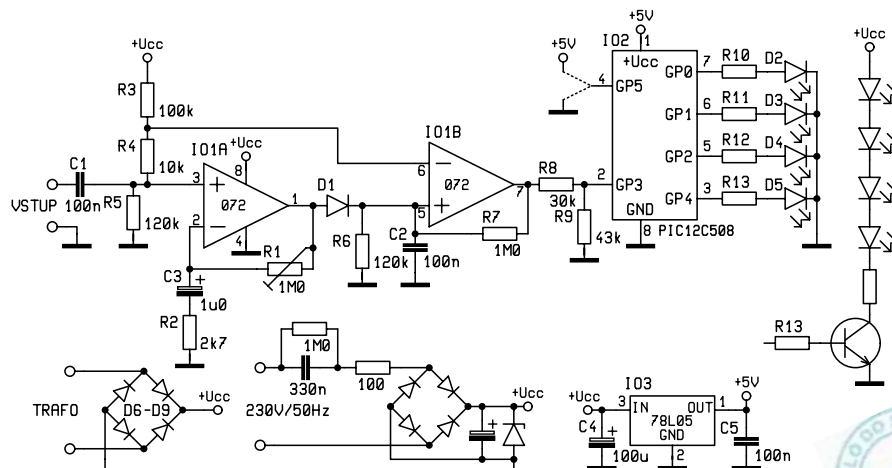 +Ucc
R3
100k
R4
10k
C1
100n
VSTUP
R5
120k
IO1A
+Ucc
8
3
+
2
−
072
1
4
C3
+
1u0
R2
2k7
R1
1M0
D1
R6
120k
C2
100n
IO1B
6
−
5
+
072
7
R7
1M0
R8
30k
R9
43k
+5V
+5V
IO2
1
+Ucc
4
GP5
GP0
7
GP1
6
GP2
5
GP4
3
2
GP3
GND
8
PIC12C508
R10
D2
R11
D3
R12
D4
R13
D5
+Ucc
R13
TRAFO
D6-D9
+Ucc
1M0
330n
100
230V/50Hz
+Ucc
+
+Ucc
C4
+
100u
IO3
3
IN
OUT
1
78L05
GND
2
+5V
C5
100n
LO DO